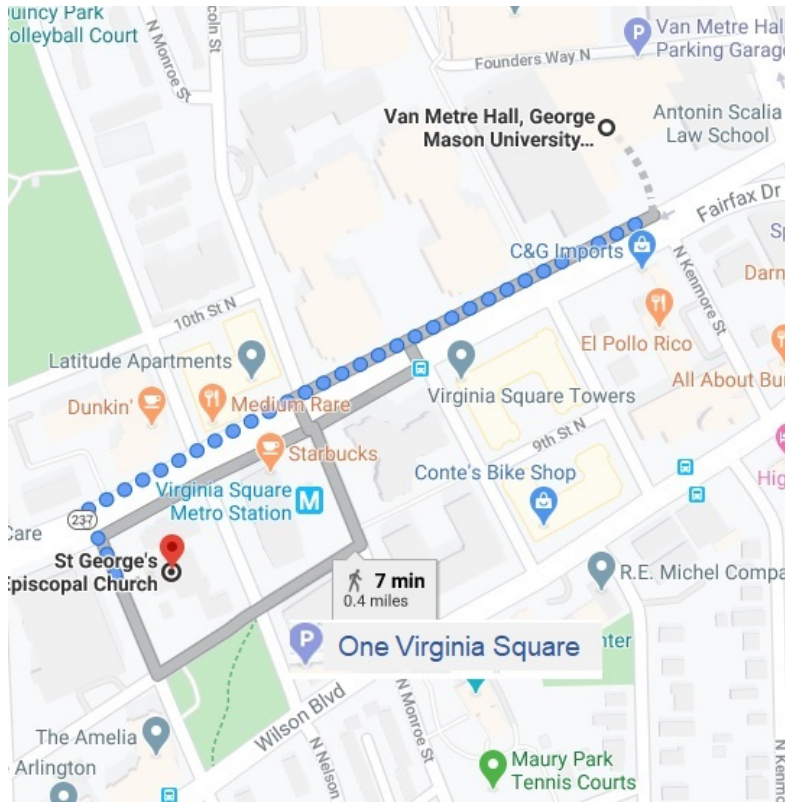 uincy Park
olleyball Court
N Monroe St
coln St
Founders Way N
Van Metre Hall
Parking Garage
Van Metre Hall, George
Mason University...
Antonin Scalia
Law School
Fairfax Dr
C&G Imports
N Kenmore St
Sp
Darn
10th St N
El Pollo Rico
Latitude Apartments
Dunkin'
Medium Rare
Virginia Square Towers
All About Bu
9th St N
Starbucks
Conte's Bike Shop
Hig
Virginia Square
Metro Station
M
237
Care
St George's
Episcopal Church
7 min
0.4 miles
R.E. Michel Compa
P One Virginia Square
nter
Wilson Blvd
N Monroe St
N Nelson
The Amelia
Arlington
Maury Park
Tennis Courts
N Kenm